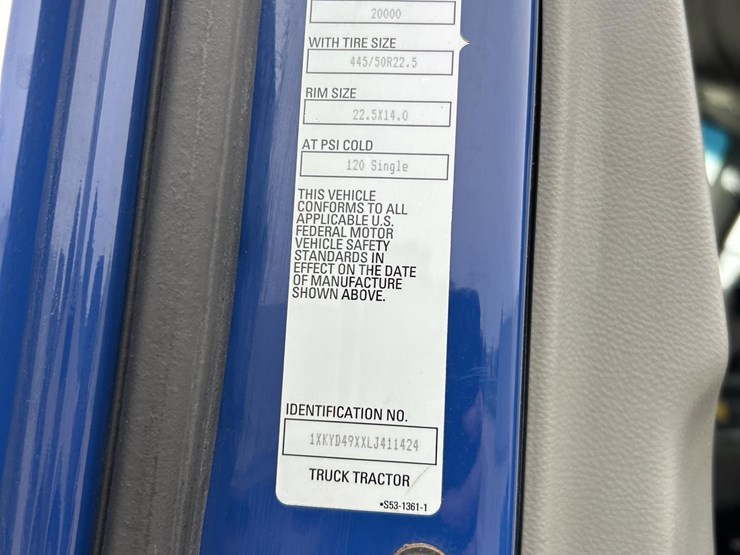 20000
WITH TIRE SIZE
445/50R22.5
RIM SIZE
22.5X14.0
AT PSI COLD
120 Single
THIS VEHICLE
CONFORMS TO ALL
APPLICABLE U.S.
FEDERAL MOTOR
VEHICLE SAFETY
STANDARDS IN
EFFECT ON THE DATE
OF MANUFACTURE
SHOWN ABOVE.
IDENTIFICATION NO.
1XKYD49XXLJ411424
TRUCK TRACTOR
•S53-1361-1